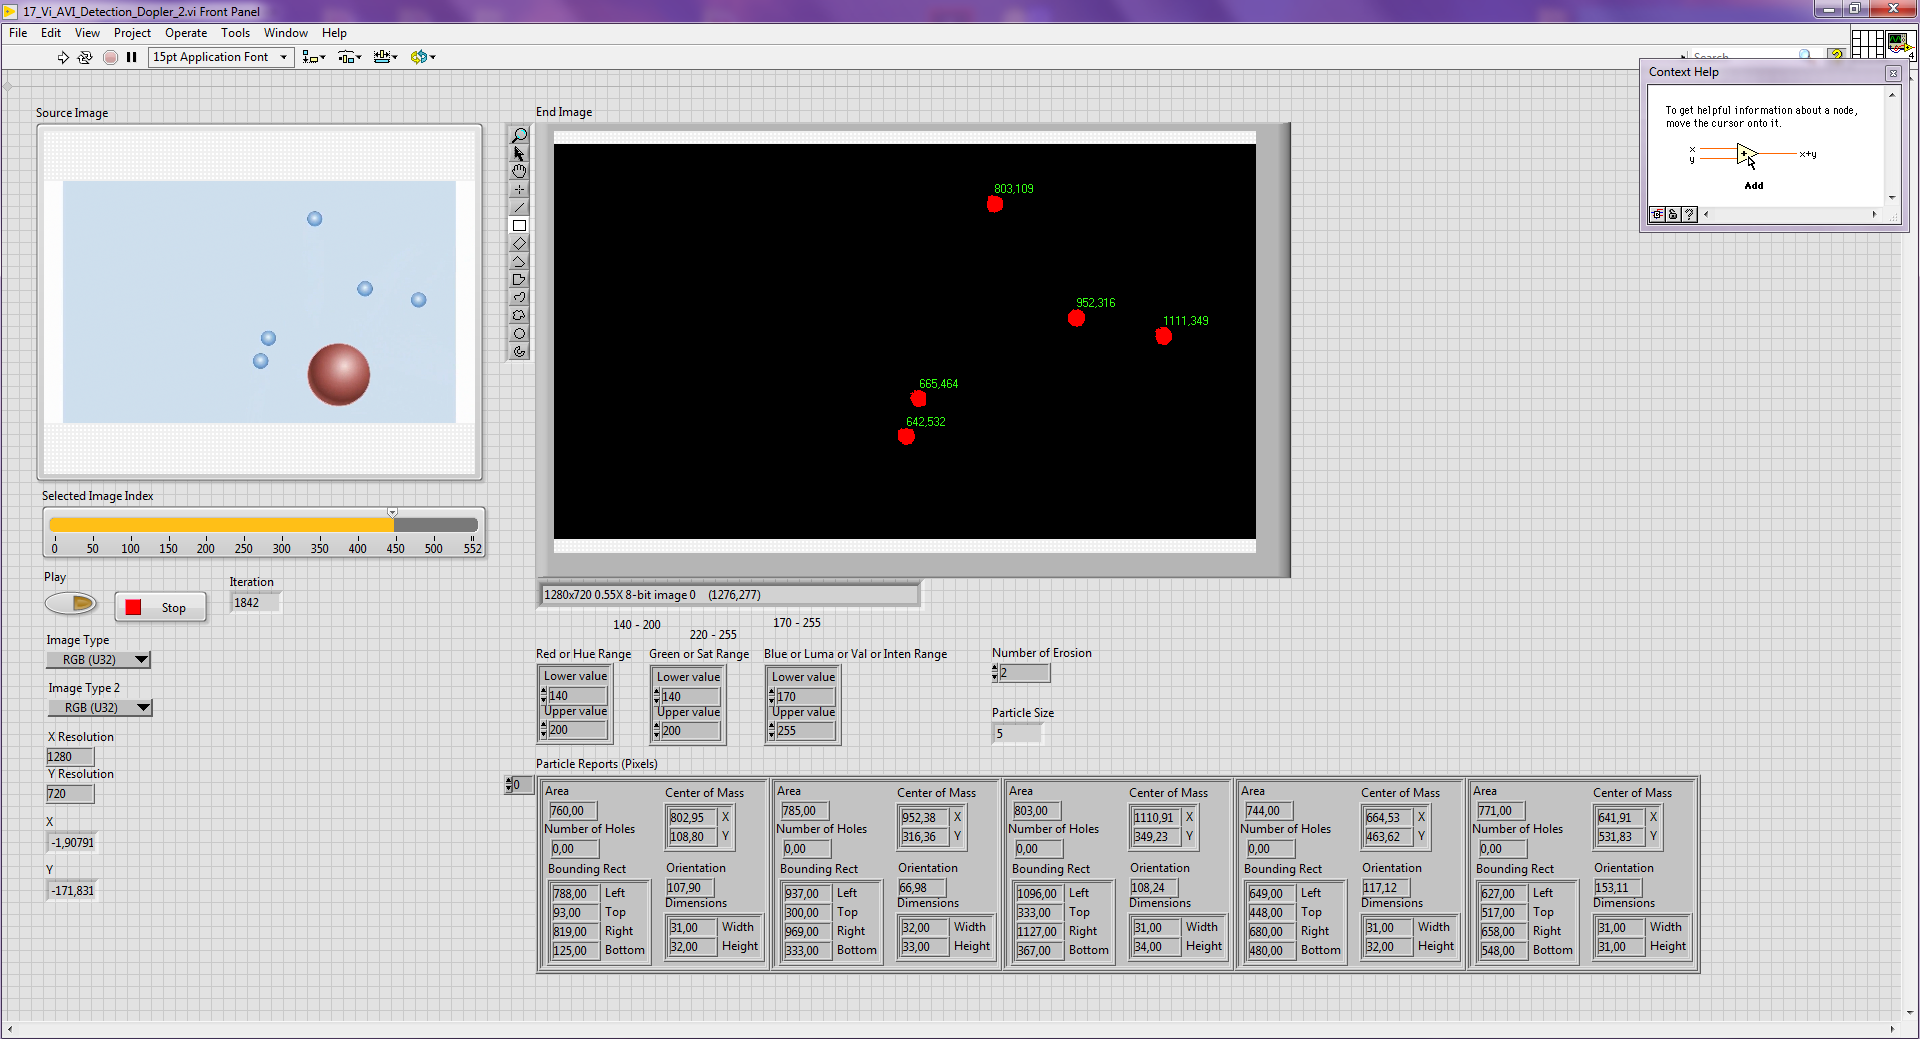 17_Vi_AVI_Detection_Dopler_2.vi Front Panel
File Edit View Project Operate Tools Window Help
15pt Application Font
Search
4
Context Help
To get helpful information about a node,
move the cursor onto it.
x
y
x+y
Add
Source Image
End Image
803,109
952,316
1111,349
665,464
642,532
Selected Image Index
0 50 100 150 200 250 300 350 400 450 500 552
Play
Stop
Iteration
1842
Image Type
RGB (U32)
Image Type 2
RGB (U32)
X Resolution
1280
Y Resolution
720
X
-1,90791
Y
-171,831
1280x720 0.55X 8-bit image 0 (1276,277)
140 - 200
220 - 255
170 - 255
Red or Hue Range
Lower value
140
Upper value
200
Green or Sat Range
Lower value
140
Upper value
200
Blue or Luma or Val or Inten Range
Lower value
170
Upper value
255
Number of Erosion
2
Particle Size
5
Particle Reports (Pixels)
0
Area
760,00
Number of Holes
0,00
Bounding Rect
788,00 Left
93,00 Top
819,00 Right
125,00 Bottom
Center of Mass
802,95 X
108,80 Y
Orientation
107,90
Dimensions
31,00 Width
32,00 Height
Area
785,00
Number of Holes
0,00
Bounding Rect
937,00 Left
300,00 Top
969,00 Right
333,00 Bottom
Center of Mass
952,38 X
316,36 Y
Orientation
66,98
Dimensions
32,00 Width
33,00 Height
Area
803,00
Number of Holes
0,00
Bounding Rect
1096,00 Left
333,00 Top
1127,00 Right
367,00 Bottom
Center of Mass
1110,91 X
349,23 Y
Orientation
108,24
Dimensions
31,00 Width
34,00 Height
Area
744,00
Number of Holes
0,00
Bounding Rect
649,00 Left
448,00 Top
680,00 Right
480,00 Bottom
Center of Mass
664,53 X
463,62 Y
Orientation
117,12
Dimensions
31,00 Width
32,00 Height
Area
771,00
Number of Holes
0,00
Bounding Rect
627,00 Left
517,00 Top
658,00 Right
548,00 Bottom
Center of Mass
641,91 X
531,83 Y
Orientation
153,11
Dimensions
31,00 Width
31,00 Height